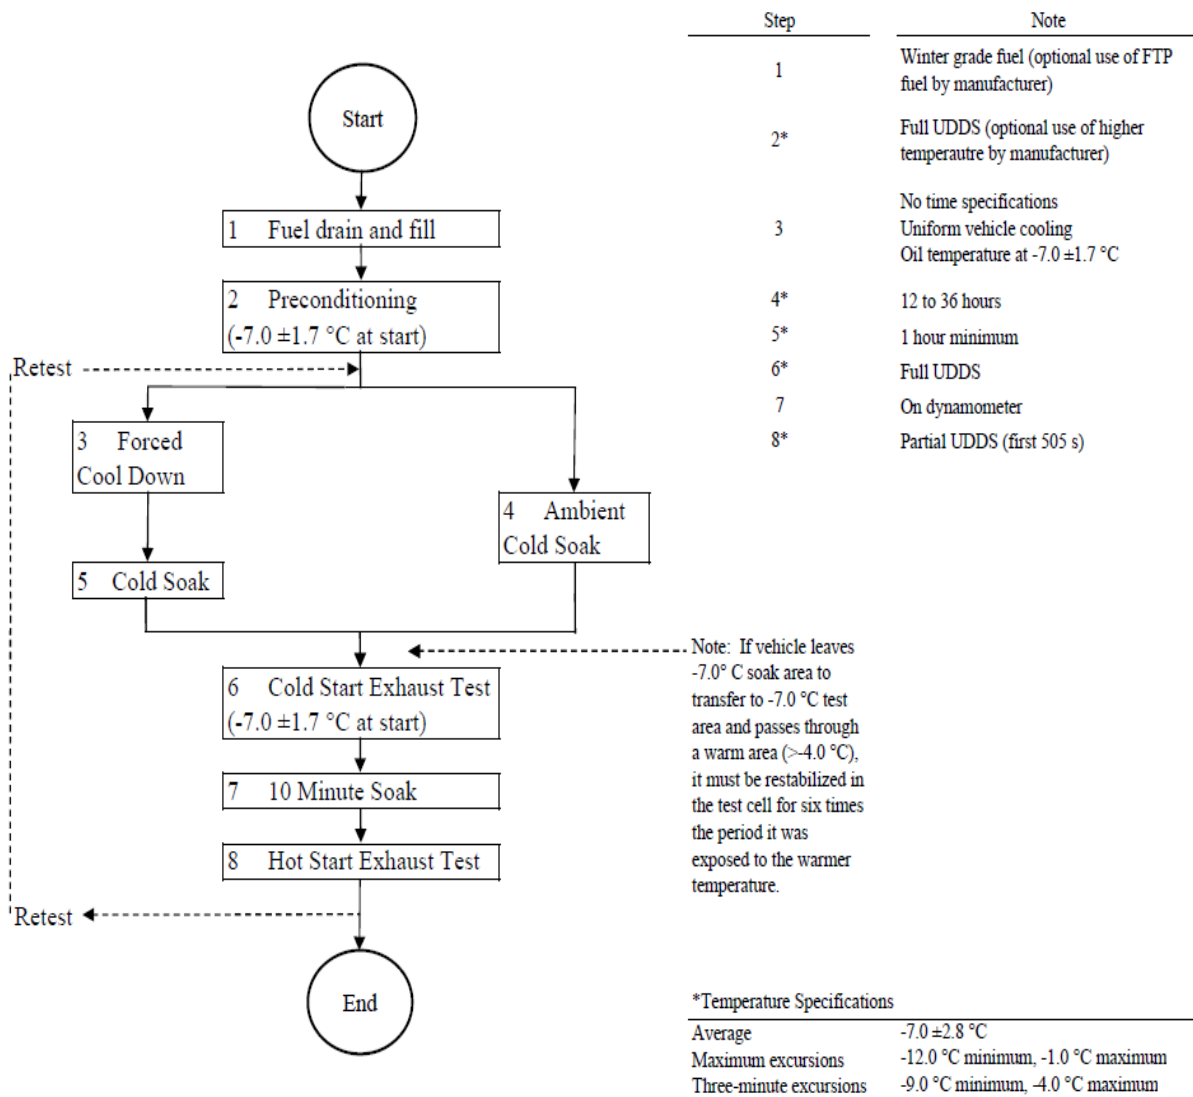 Start
1 Fuel drain and fill
2 Preconditioning
(-7.0 ±1.7 °C at start)
Retest
3 Forced
Cool Down
4 Ambient
Cold Soak
5 Cold Soak
6 Cold Start Exhaust Test
(-7.0 ±1.7 °C at start)
7 10 Minute Soak
8 Hot Start Exhaust Test
Retest
End
Step Note
1 Winter grade fuel (optional use of FTP
fuel by manufacturer)
2* Full UDDS (optional use of higher
temperautre by manufacturer)
No time specifications
3 Uniform vehicle cooling
Oil temperature at -7.0 ±1.7 °C
4* 12 to 36 hours
5* 1 hour minimum
6* Full UDDS
7 On dynamometer
8* Partial UDDS (first 505 s)
Note: If vehicle leaves
-7.0° C soak area to
transfer to -7.0 °C test
area and passes through
a warm area (>-4.0 °C),
it must be restabilized in
the test cell for six times
the period it was
exposed to the warmer
temperature.
*Temperature Specifications
Average -7.0 ±2.8 °C
Maximum excursions -12.0 °C minimum, -1.0 °C maximum
Three-minute excursions -9.0 °C minimum, -4.0 °C maximum